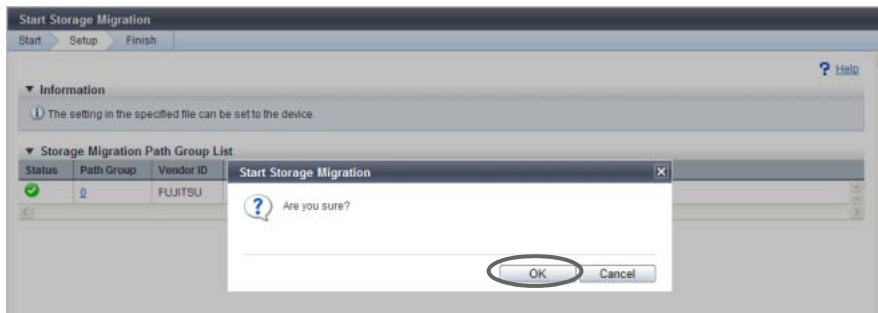 Start Storage Migration
Start Setup Finish
? Help
▼ Information
The setting in the specified file can be set to the device.
▼ Storage Migration Path Group List
Status Path Group Vendor ID
0 FUJITSU
Start Storage Migration
Are you sure?
OK Cancel